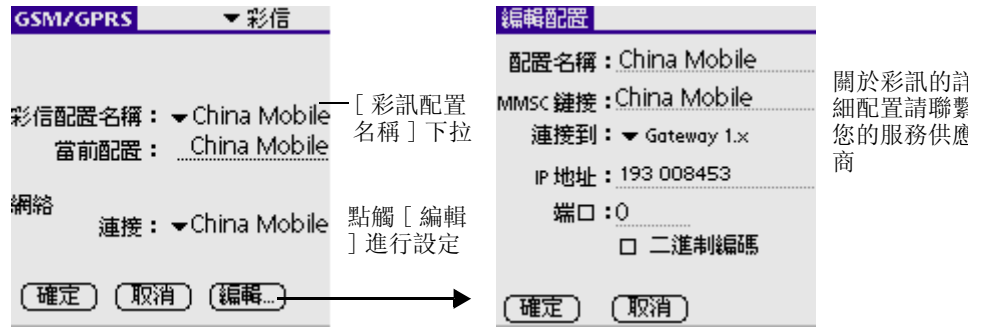 GSM/GPRS ▼ 彩信
彩信配置名稱： ▼ China Mobile
當前配置： China Mobile
網絡
連接： ▼ China Mobile
確定 取消 編輯...
［ 彩訊配置
名稱 ］下拉
點觸［ 編輯
］進行設定
編輯配置
配置名稱：China Mobile
MMSC 鏈接：China Mobile
連接到：▼ Gateway 1.x
IP 地址：193 008453
端口：0
□ 二進制編碼
確定 取消
關於彩訊的詳
細配置請聯繫
您的服務供應
商